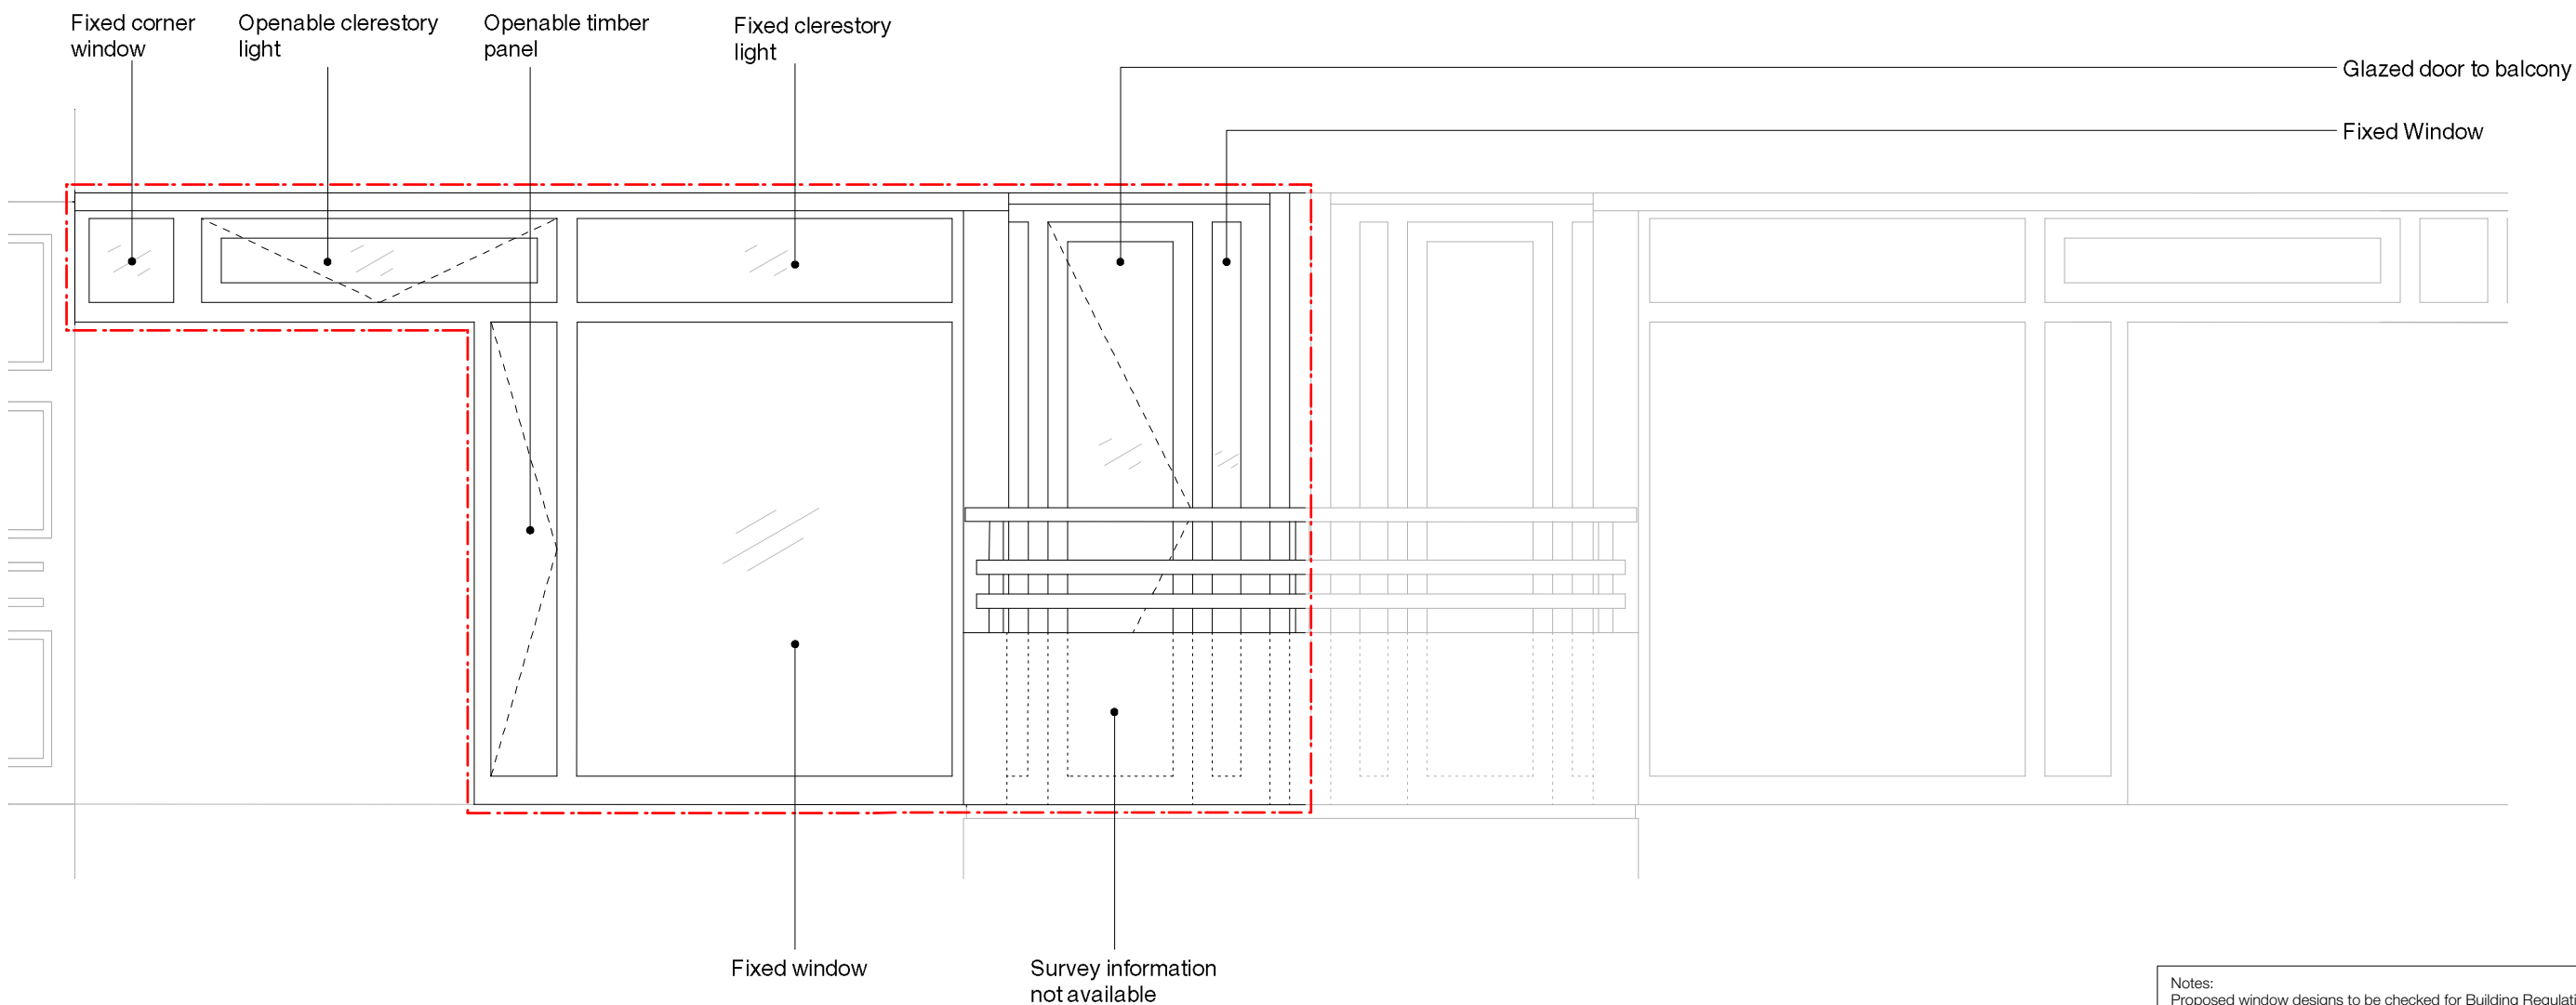 Fixed corner
window
Openable clerestory
light
Openable timber
panel
Fixed clerestory
light
Glazed door to balcony
Fixed Window
Fixed window
Survey information
not available
Notes:
Proposed window designs to be checked for Building